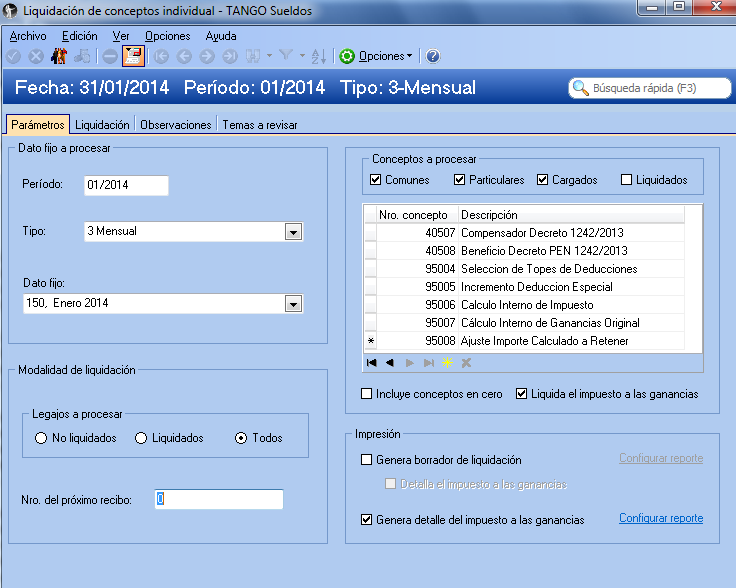 Liquidación de conceptos individual - TANGO Sueldos
Archivo Edición Ver Opciones Ayuda
Opciones
Fecha: 31/01/2014 Período: 01/2014 Tipo: 3-Mensual
Búsqueda rápida (F3)
Parámetros Liquidación Observaciones Temas a revisar
Dato fijo a procesar
Período: 01/2014
Tipo: 3 Mensual
Dato fijo:
150, Enero 2014
Modalidad de liquidación
Legajos a procesar
No liquidados Liquidados Todos
Nro. del próximo recibo: 0
Conceptos a procesar
Comunes Particulares Cargados Liquidados
Nro. concepto Descripción
40507 Compensador Decreto 1242/2013
40508 Beneficio Decreto PEN 1242/2013
95004 Seleccion de Topes de Deducciones
95005 Incremento Deduccion Especial
95006 Calculo Interno de Impuesto
95007 Cálculo Interno de Ganancias Original
95008 Ajuste Importe Calculado a Retener
Incluye conceptos en cero Liquida el impuesto a las ganancias
Impresión
Genera borrador de liquidación Configurar reporte
Detalla el impuesto a las ganancias
Genera detalle del impuesto a las ganancias Configurar reporte